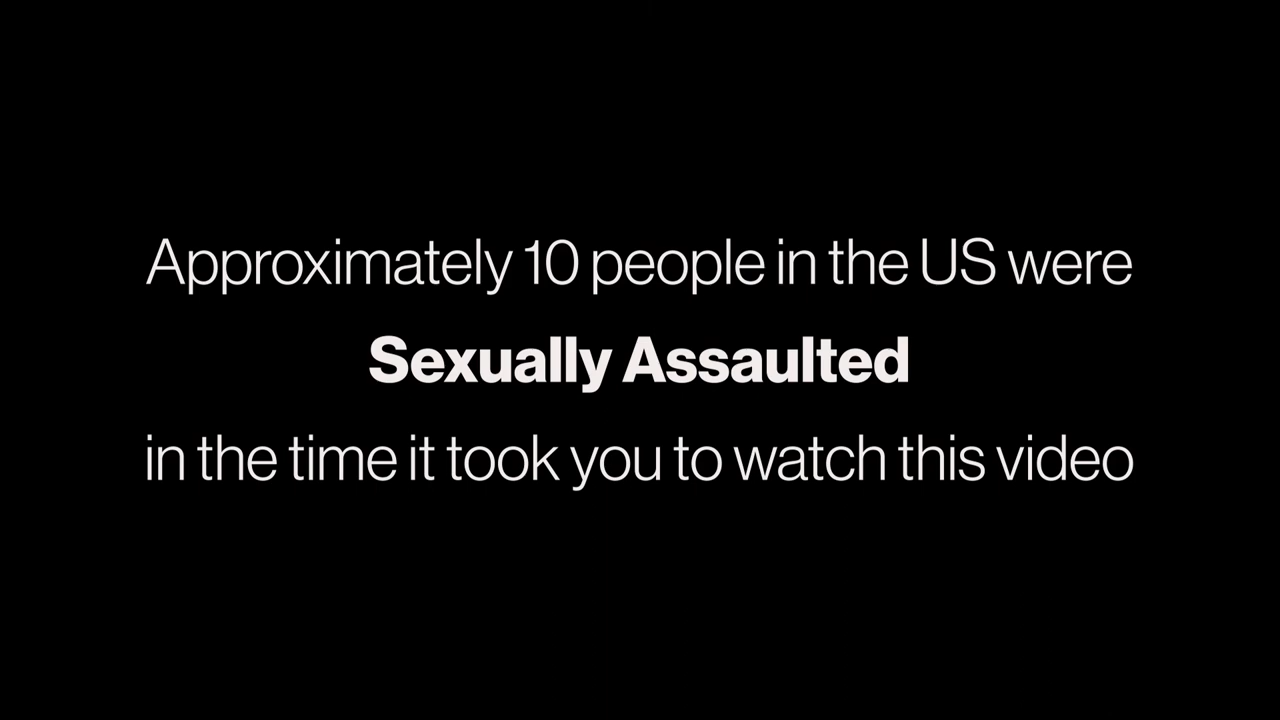 Approximately 10 people in the US were
Sexually Assaulted
in the time it took you to watch this video